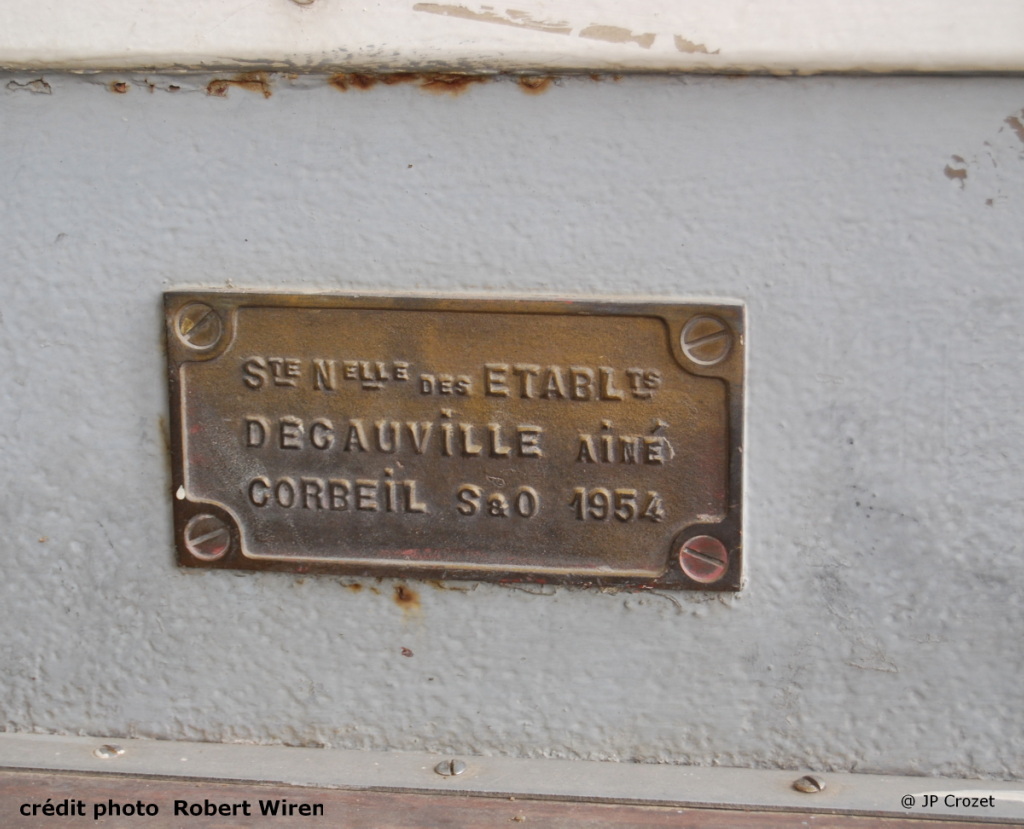 STE NELLE DES ETABLTS
DECAUVILLE AINÉ
CORBEIL S&O 1954
crédit photo Robert Wiren
@ JP Crozet